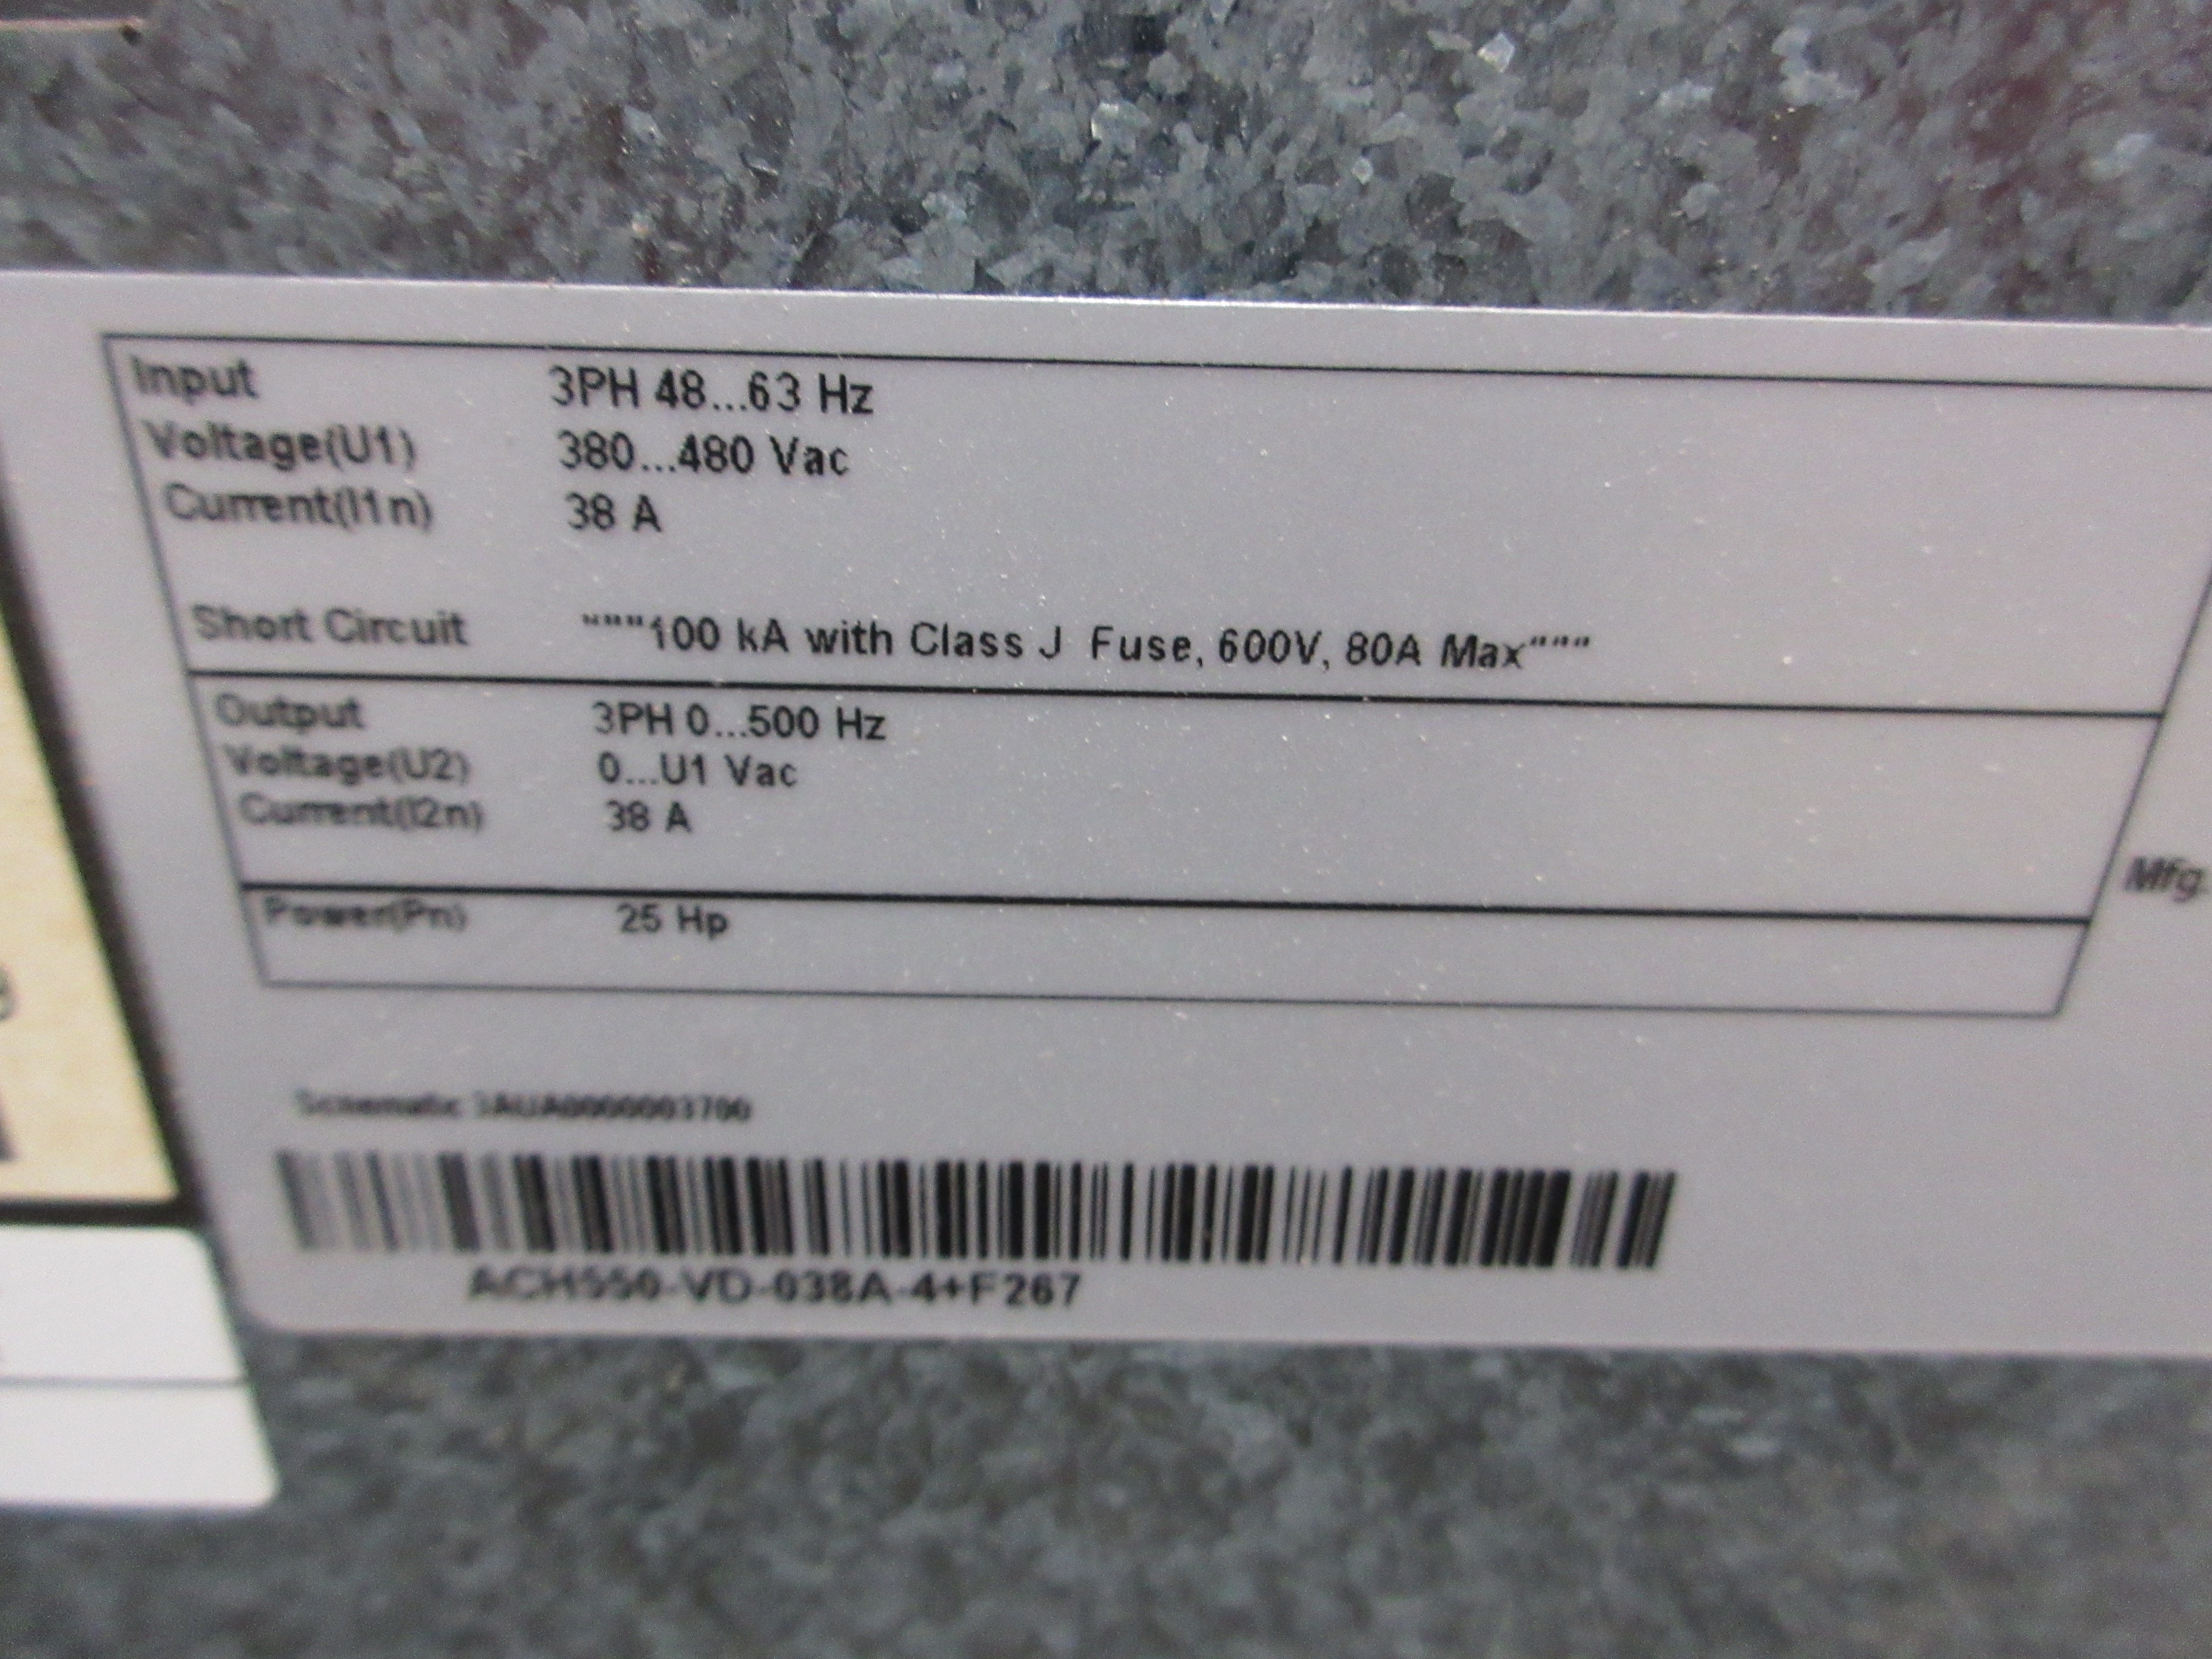 Input 3PH 48...63 Hz
Voltage(U1) 380...480 Vac
Current(I1n) 38 A
Short Circuit """100 kA with Class J Fuse, 600V, 80A Max"""
Output 3PH 0...500 Hz
Voltage(U2) 0...U1 Vac
Current(I2n) 38 A
Power(Pn) 25 Hp
Mfg.
Schematic
ACH550-VD-038A-4+F267